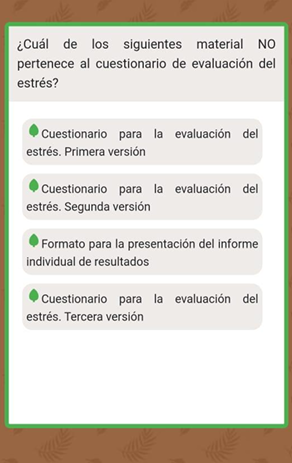 ¿Cuál de los siguientes material NO
pertenece al cuestionario de evaluación del
estrés?
Cuestionario para la evaluación del
estrés. Primera versión
Cuestionario para la evaluación del
estrés. Segunda versión
Formato para la presentación del informe
individual de resultados
Cuestionario para la evaluación del
estrés. Tercera versión